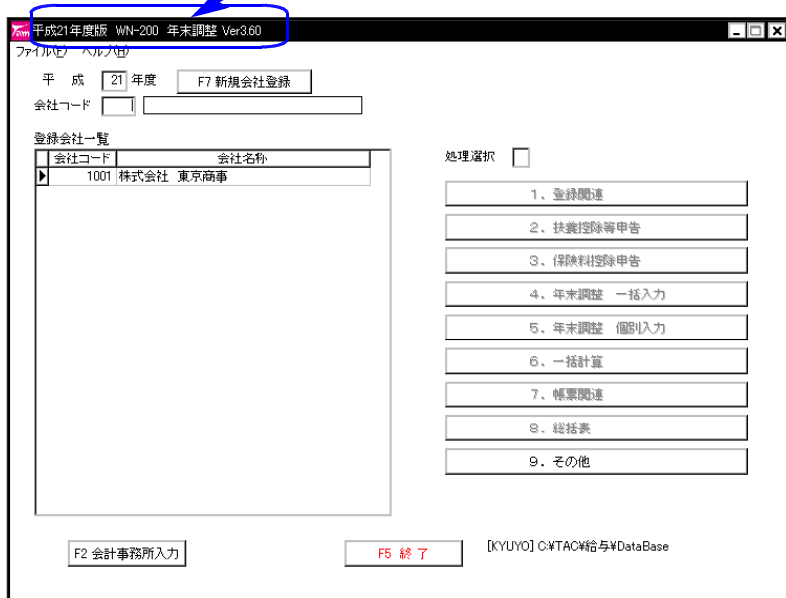 Tam 平成21年度版 WN-200 年末調整 Ver3.60
ファイル(F) ヘルプ(H)
平 成 21 年度 F7 新規会社登録
会社コード
登録会社一覧
会社コード 会社名称
1001 株式会社 東京商事
処理選択
1. 登録関連
2. 扶養控除等申告
3. 保険料控除申告
4. 年末調整 一括入力
5. 年末調整 個別入力
6. 一括計算
7. 帳票関連
8. 総括表
9. その他
F2 会計事務所入力
F5 終了
[KYUYO] C:¥TAC¥給与¥DataBase